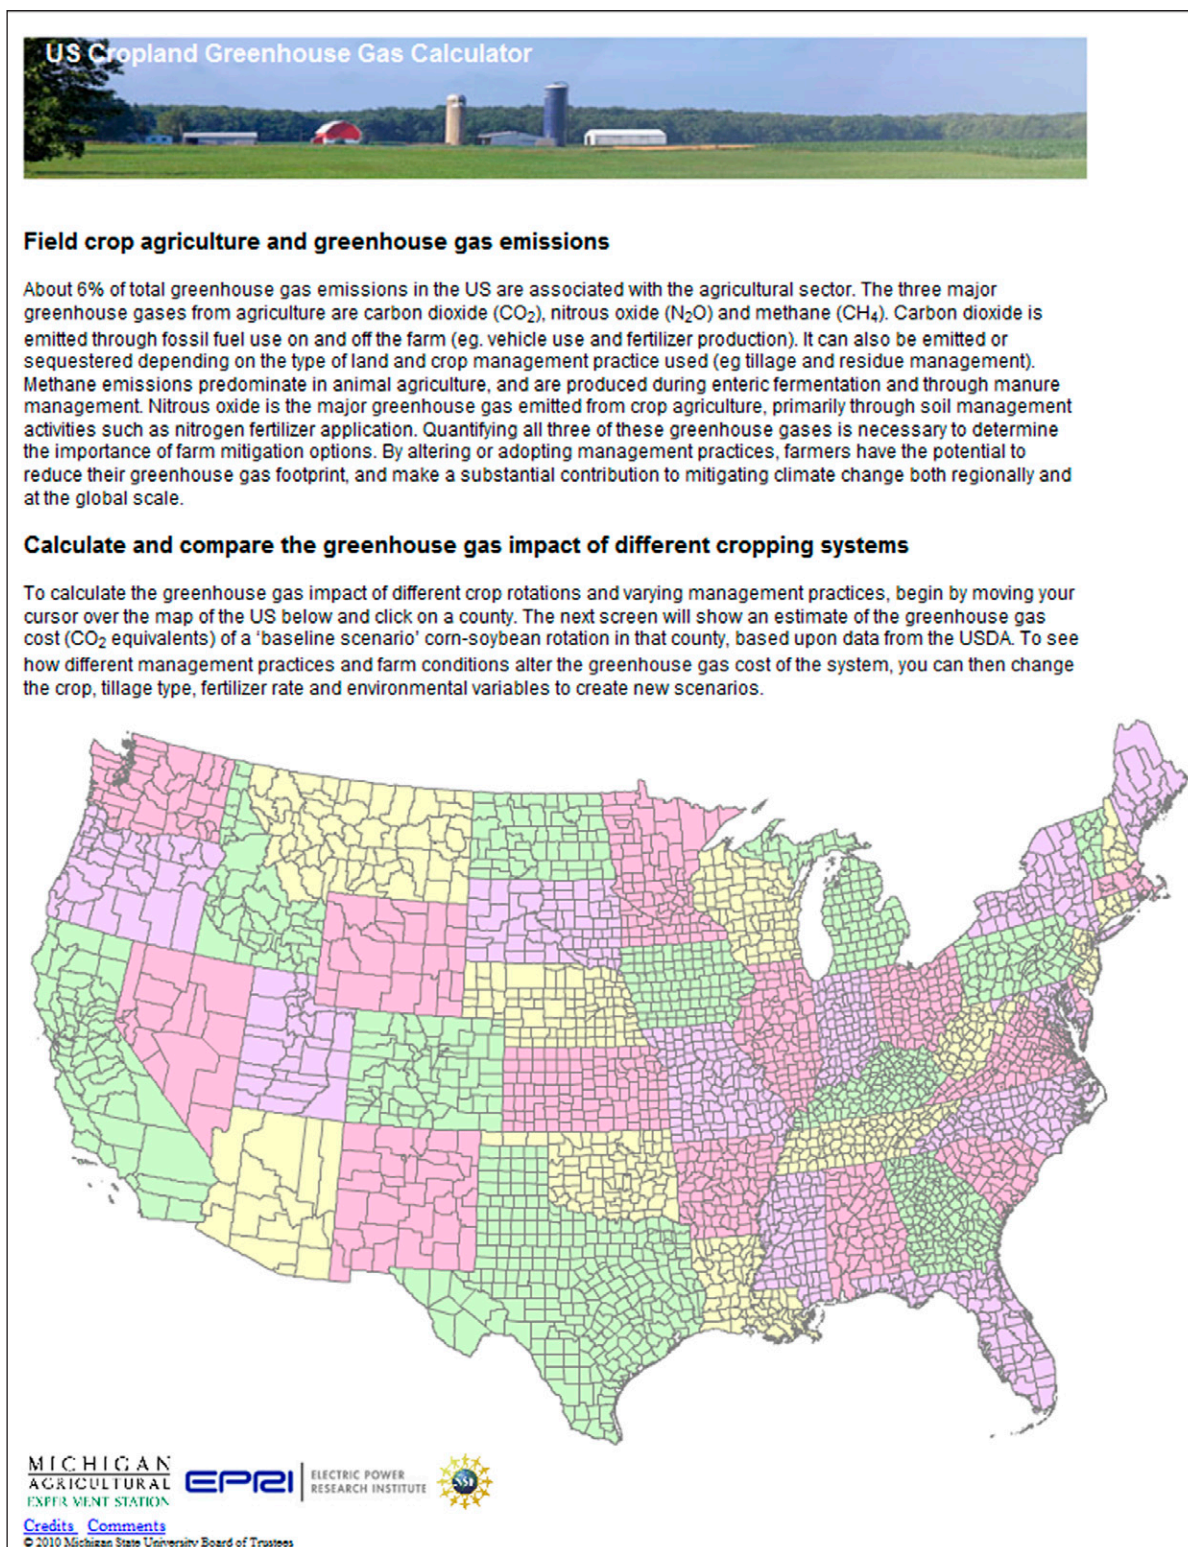 US Cropland Greenhouse Gas Calculator
Field crop agriculture and greenhouse gas emissions
About 6% of total greenhouse gas emissions in the US are associated with the agricultural sector. The three major
greenhouse gases from agriculture are carbon dioxide (CO₂), nitrous oxide (N₂O) and methane (CH₄). Carbon dioxide is
emitted through fossil fuel use on and off the farm (eg. vehicle use and fertilizer production). It can also be emitted or
sequestered depending on the type of land and crop management practice used (eg tillage and residue management).
Methane emissions predominate in animal agriculture, and are produced during enteric fermentation and through manure
management. Nitrous oxide is the major greenhouse gas emitted from crop agriculture, primarily through soil management
activities such as nitrogen fertilizer application. Quantifying all three of these greenhouse gases is necessary to determine
the importance of farm mitigation options. By altering or adopting management practices, farmers have the potential to
reduce their greenhouse gas footprint, and make a substantial contribution to mitigating climate change both regionally and
at the global scale.
Calculate and compare the greenhouse gas impact of different cropping systems
To calculate the greenhouse gas impact of different crop rotations and varying management practices, begin by moving your
cursor over the map of the US below and click on a county. The next screen will show an estimate of the greenhouse gas
cost (CO₂ equivalents) of a ‘baseline scenario’ corn-soybean rotation in that county, based upon data from the USDA. To see
how different management practices and farm conditions alter the greenhouse gas cost of the system, you can then change
the crop, tillage type, fertilizer rate and environmental variables to create new scenarios.
MICHIGAN
AGRICULTURAL
EXPERIMENT STATION
EPRI
ELECTRIC POWER
RESEARCH INSTITUTE
NSF
Credits Comments
© 2010 Michigan State University Board of Trustees